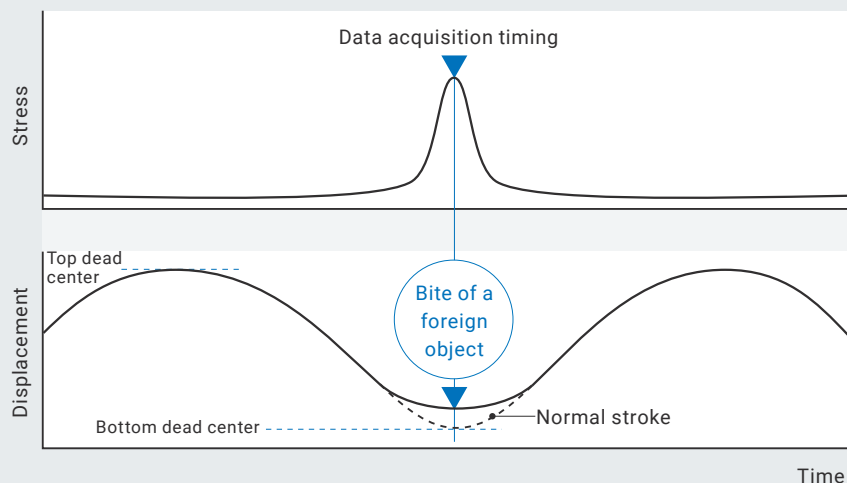 Data acquisition timing
Stress
Top dead
center
Bite of a
foreign
object
Displacement
Normal stroke
Bottom dead center
Time